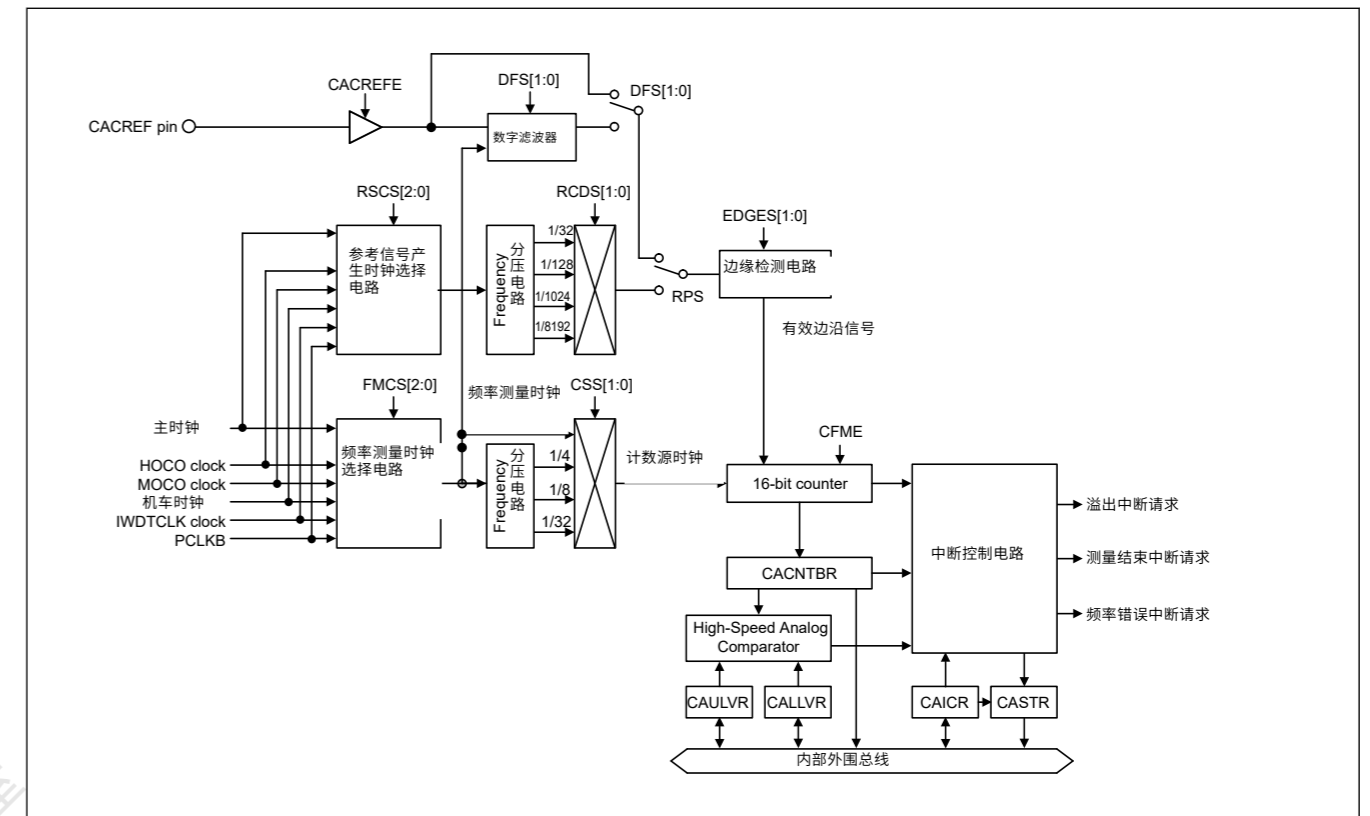 CACREFE
DFS[1:0]
DFS[1:0]
CACREF pin
数字滤波器
RSCS[2:0]
RCDS[1:0]
EDGES[1:0]
参考信号产
生时钟选择
电路
Frequency
分压电路
1/32
1/128
1/1024
1/8192
边缘检测电路
RPS
有效边沿信号
FMCS[2:0]
频率测量时钟
CSS[1:0]
主时钟
HOCO clock
MOCO clock
机车时钟
IWDTCLK clock
PCLKB
频率测量时钟
选择电路
Frequency
分压电路
1/4
1/8
1/32
计数源时钟
CFME
16-bit counter
CACNTBR
High-Speed Analog
Comparator
中断控制电路
溢出中断请求
测量结束中断请求
频率错误中断请求
CAULVR
CALLVR
CAICR
CASTR
内部外围总线